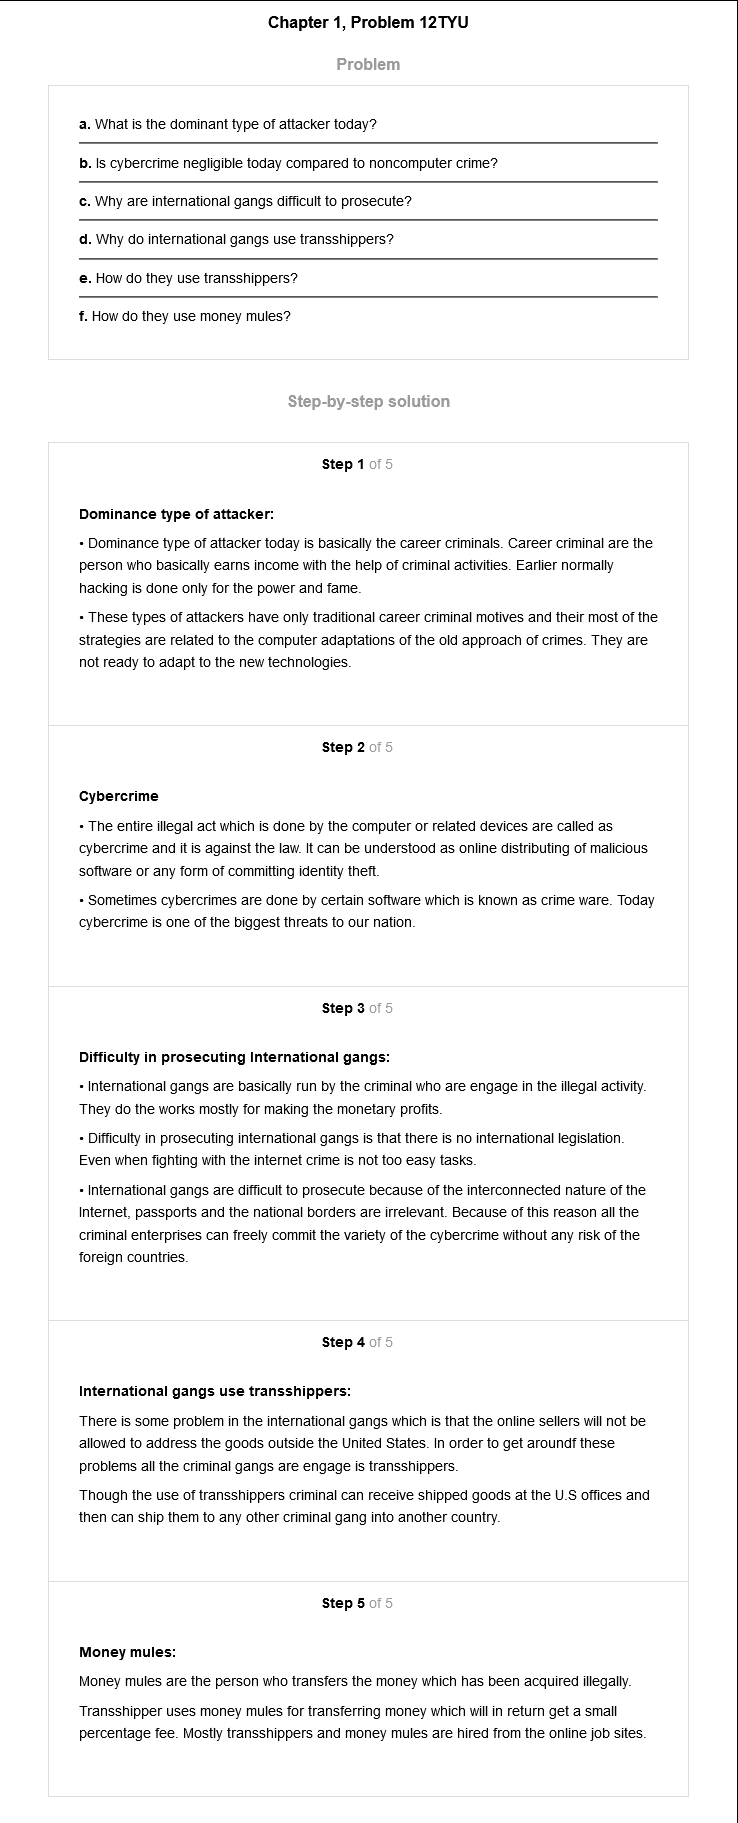 Chapter 1, Problem 12TYU
Problem
a. What is the dominant type of attacker today?
b. Is cybercrime negligible today compared to noncomputer crime?
c. Why are international gangs difficult to prosecute?
d. Why do international gangs use transshippers?
e. How do they use transshippers?
f. How do they use money mules?
Step-by-step solution
Step 1 of 5
Dominance type of attacker:
• Dominance type of attacker today is basically the career criminals. Career criminal are the
person who basically earns income with the help of criminal activities. Earlier normally
hacking is done only for the power and fame.
• These types of attackers have only traditional career criminal motives and their most of the
strategies are related to the computer adaptations of the old approach of crimes. They are
not ready to adapt to the new technologies.
Step 2 of 5
Cybercrime
• The entire illegal act which is done by the computer or related devices are called as
cybercrime and it is against the law. It can be understood as online distributing of malicious
software or any form of committing identity theft.
• Sometimes cybercrimes are done by certain software which is known as crime ware. Today
cybercrime is one of the biggest threats to our nation.
Step 3 of 5
Difficulty in prosecuting International gangs:
• International gangs are basically run by the criminal who are engage in the illegal activity.
They do the works mostly for making the monetary profits.
• Difficulty in prosecuting international gangs is that there is no international legislation.
Even when fighting with the internet crime is not too easy tasks.
• International gangs are difficult to prosecute because of the interconnected nature of the
Internet, passports and the national borders are irrelevant. Because of this reason all the
criminal enterprises can freely commit the variety of the cybercrime without any risk of the
foreign countries.
Step 4 of 5
International gangs use transshippers:
There is some problem in the international gangs which is that the online sellers will not be
allowed to address the goods outside the United States. In order to get aroundf these
problems all the criminal gangs are engage is transshippers.
Though the use of transshippers criminal can receive shipped goods at the U.S offices and
then can ship them to any other criminal gang into another country.
Step 5 of 5
Money mules:
Money mules are the person who transfers the money which has been acquired illegally.
Transshipper uses money mules for transferring money which will in return get a small
percentage fee. Mostly transshippers and money mules are hired from the online job sites.